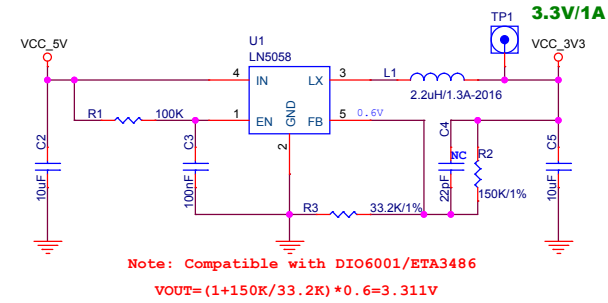 3.3V/1A
TP1
VCC_5V
U1
LN5058
VCC_3V3
4 IN LX 3
L1
2.2uH/1.3A-2016
R1 100K
1 EN FB 5 0.6V
GND
2
C2
10uF
C3
100nF
C4
NC
22pF
R2
150K/1%
C5
10uF
R3 33.2K/1%
Note: Compatible with DIO6001/ETA3486
VOUT=(1+150K/33.2K)*0.6=3.311V